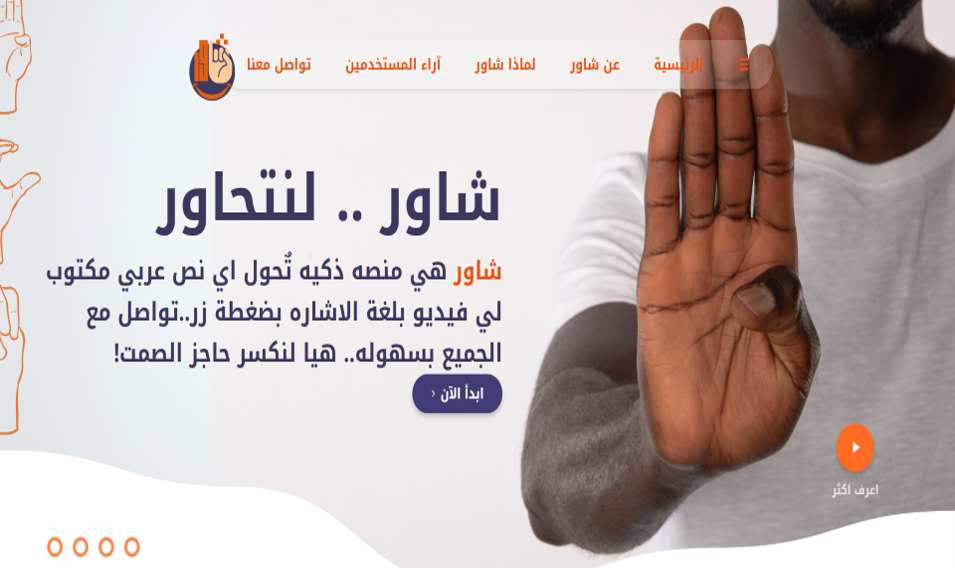 الرئيسية
عن شاور
لماذا شاور
آراء المستخدمين
تواصل معنا
شاور .. لنتحاور
شاور هي منصه ذكيه تُحول اي نص عربي مكتوب
لي فيديو بلغة الاشاره بضغطة زر..تواصل مع
الجميع بسهوله.. هيا لنكسر حاجز الصمت!
ابدأ الآن ›
اعرف اكثر